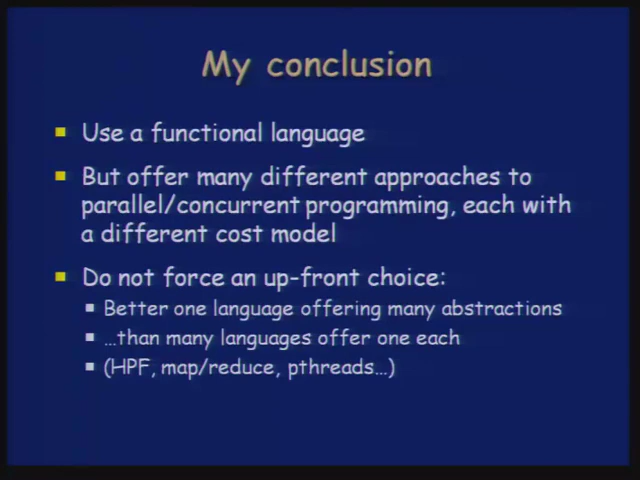 My conclusion
Use a functional language
But offer many different approaches to
parallel/concurrent programming, each with
a different cost model
Do not force an up-front choice:
Better one language offering many abstractions
…than many languages offer one each
(HPF, map/reduce, pthreads…)